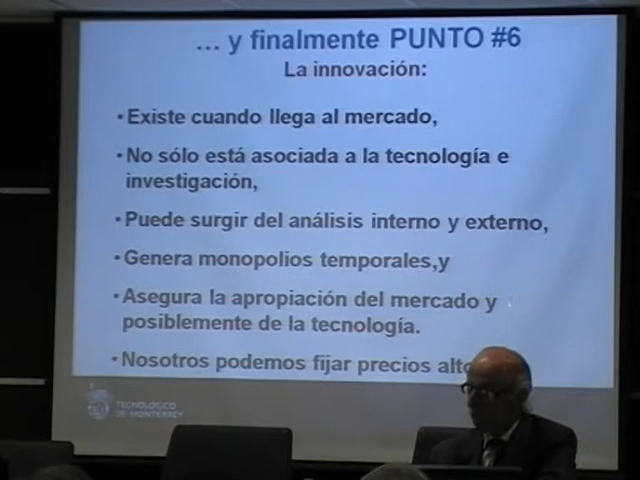 ... y finalmente PUNTO #6
La innovación:
• Existe cuando llega al mercado,
• No sólo está asociada a la tecnología e
investigación,
• Puede surgir del análisis interno y externo,
• Genera monopolios temporales,y
• Asegura la apropiación del mercado y
posiblemente de la tecnología.
• Nosotros podemos fijar precios
TECNOLÓGICO
DE MONTERREY